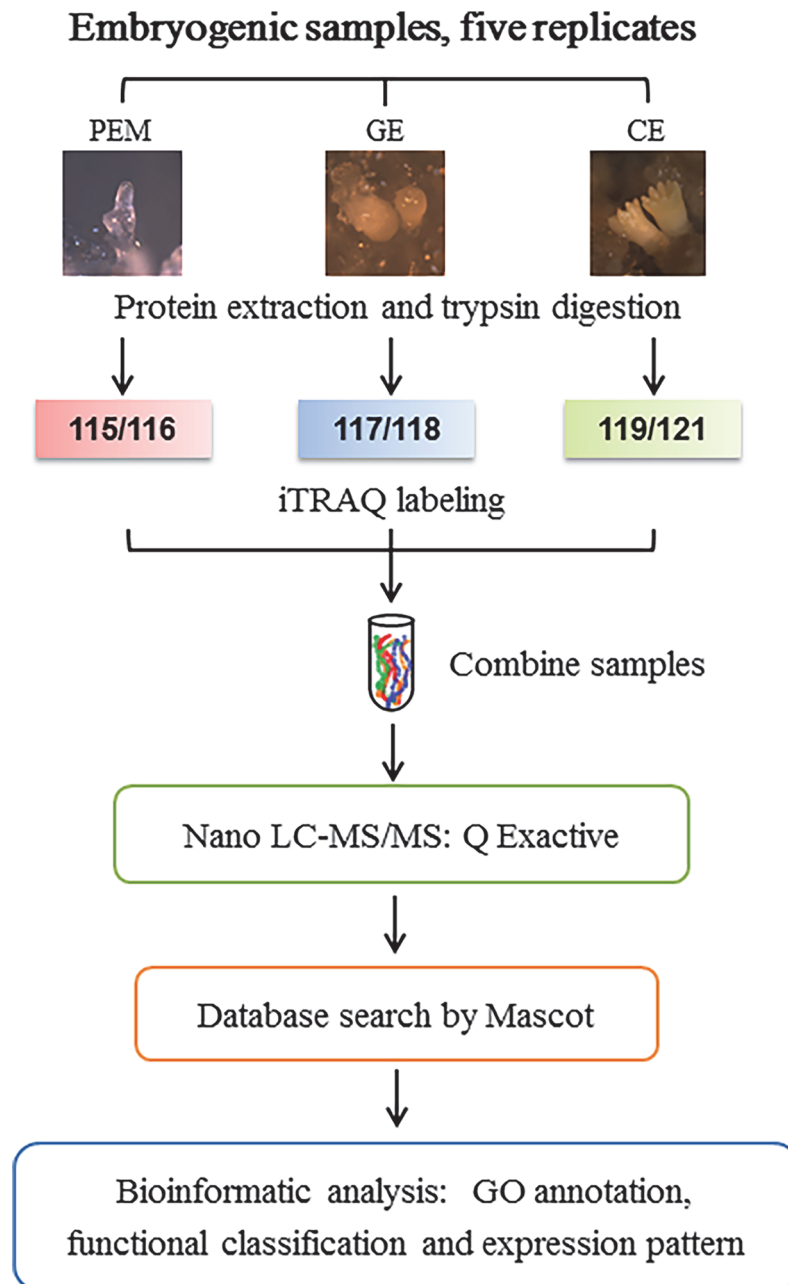 Embryogenic samples, five replicates
PEM GE CE
Protein extraction and trypsin digestion
115/116 117/118 119/121
iTRAQ labeling
Combine samples
Nano LC-MS/MS: Q Exactive
Database search by Mascot
Bioinformatic analysis: GO annotation,
functional classification and expression pattern